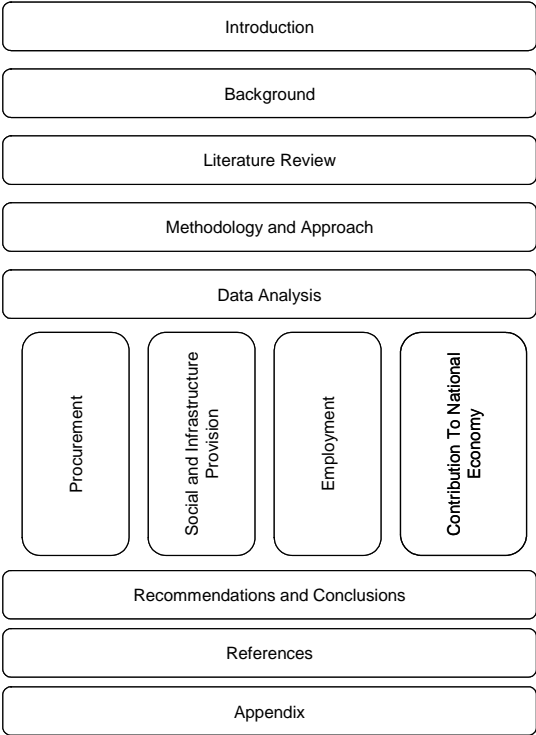 Introduction
Background
Literature Review
Methodology and Approach
Data Analysis
Procurement
Social and Infrastructure
Provision
Employment
Contribution To National
Economy
Recommendations and Conclusions
References
Appendix